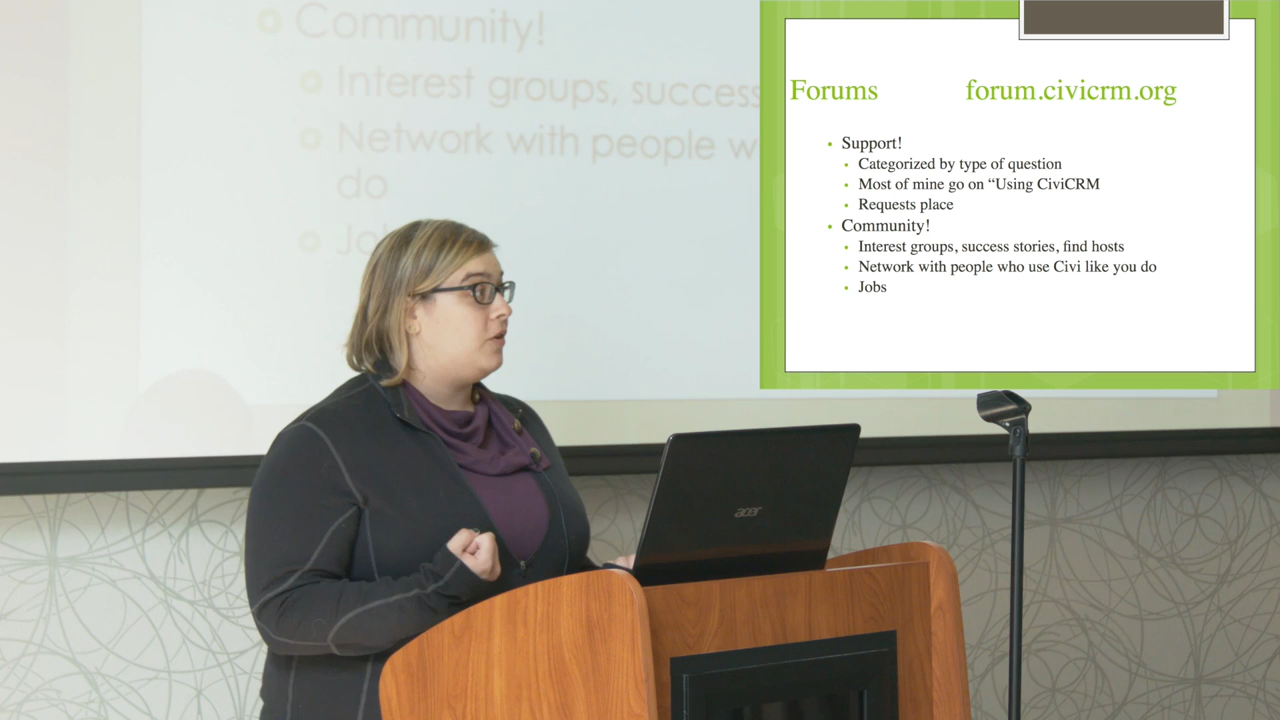 Community!
Interest groups, success
Network with people w
do
Jo
Forums forum.civicrm.org
Support!
Categorized by type of question
Most of mine go on “Using CiviCRM
Requests place
Community!
Interest groups, success stories, find hosts
Network with people who use Civi like you do
Jobs
acer